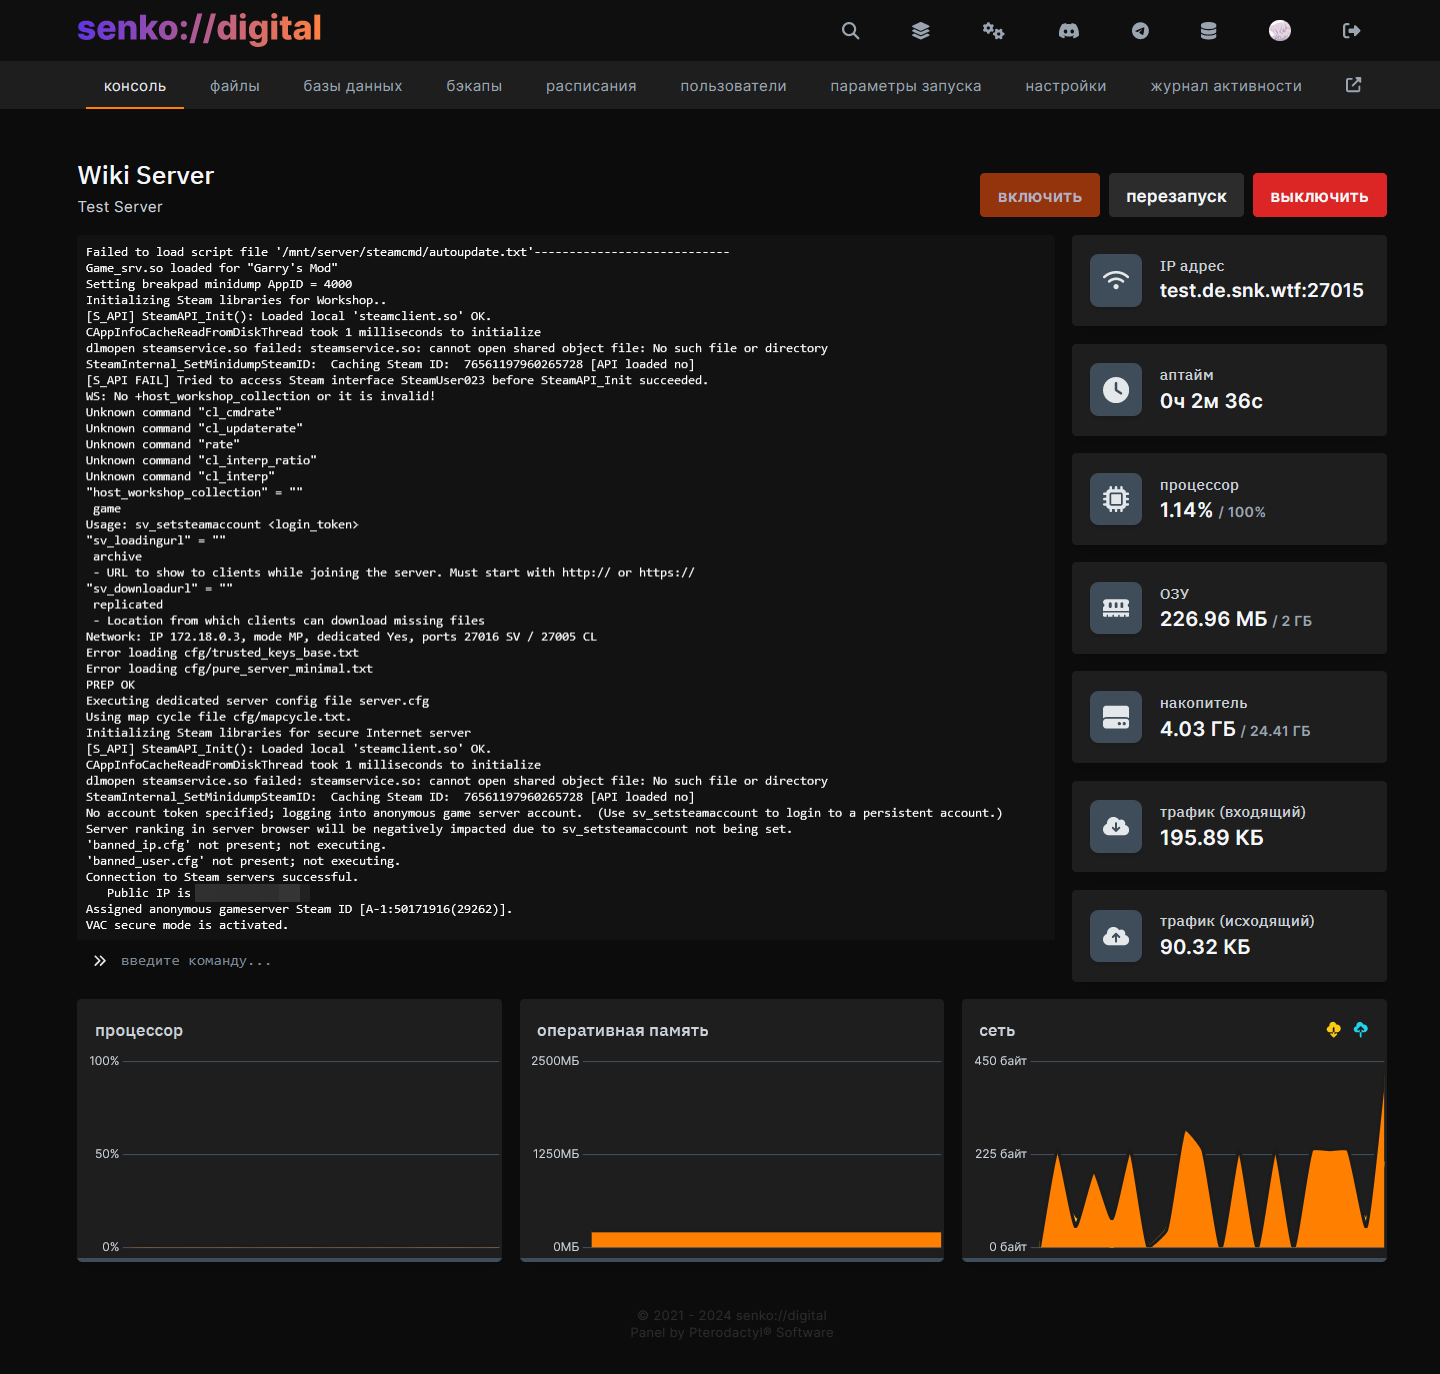 senko://digital
консоль файлы базы данных бэкапы расписания пользователи параметры запуска настройки журнал активности
Wiki Server
Test Server
включить перезапуск выключить
Failed to load script file '/mnt/server/steamcmd/autoupdate.txt'----------------------------
Game_srv.so loaded for "Garry's Mod"
Setting breakpad minidump AppID = 4000
Initializing Steam libraries for Workshop..
[S_API] SteamAPI_Init(): Loaded local 'steamclient.so' OK.
CAppInfoCacheReadFromDiskThread took 1 milliseconds to initialize
dlmopen steamservice.so failed: steamservice.so: cannot open shared object file: No such file or directory
SteamInternal_SetMinidumpSteamID:  Caching Steam ID:  76561197960265728 [API loaded no]
[S_API FAIL] Tried to access Steam interface SteamUser023 before SteamAPI_Init succeeded.
WS: No +host_workshop_collection or it is invalid!
Unknown command "cl_cmdrate"
Unknown command "cl_updaterate"
Unknown command "rate"
Unknown command "cl_interp_ratio"
Unknown command "cl_interp"
"host_workshop_collection" = ""
game
Usage: sv_setsteamaccount <login_token>
"sv_loadingurl" = ""
archive
- URL to show to clients while joining the server. Must start with http:// or https://
"sv_downloadurl" = ""
replicated
- Location from which clients can download missing files
Network: IP 172.18.0.3, mode MP, dedicated Yes, ports 27016 SV / 27005 CL
Error loading cfg/trusted_keys_base.txt
Error loading cfg/pure_server_minimal.txt
PREP OK
Executing dedicated server config file server.cfg
Using map cycle file cfg/mapcycle.txt.
Initializing Steam libraries for secure Internet server
[S_API] SteamAPI_Init(): Loaded local 'steamclient.so' OK.
CAppInfoCacheReadFromDiskThread took 1 milliseconds to initialize
dlmopen steamservice.so failed: steamservice.so: cannot open shared object file: No such file or directory
SteamInternal_SetMinidumpSteamID:  Caching Steam ID:  76561197960265728 [API loaded no]
No account token specified; logging into anonymous game server account.  (Use sv_setsteamaccount to login to a persistent account.)
Server ranking in server browser will be negatively impacted due to sv_setsteamaccount not being set.
'banned_ip.cfg' not present; not executing.
'banned_user.cfg' not present; not executing.
Connection to Steam servers successful.
Public IP is
Assigned anonymous gameserver Steam ID [A-1:50171916(29262)].
VAC secure mode is activated.
введите команду...
IP адрес
test.de.snk.wtf:27015
аптайм
0ч 2м 36с
процессор
1.14% / 100%
ОЗУ
226.96 МБ / 2 ГБ
накопитель
4.03 ГБ / 24.41 ГБ
трафик (входящий)
195.89 КБ
трафик (исходящий)
90.32 КБ
процессор
100%
50%
0%
оперативная память
2500МБ
1250МБ
0МБ
сеть
450 байт
225 байт
0 байт
© 2021 - 2024 senko://digital
Panel by Pterodactyl® Software